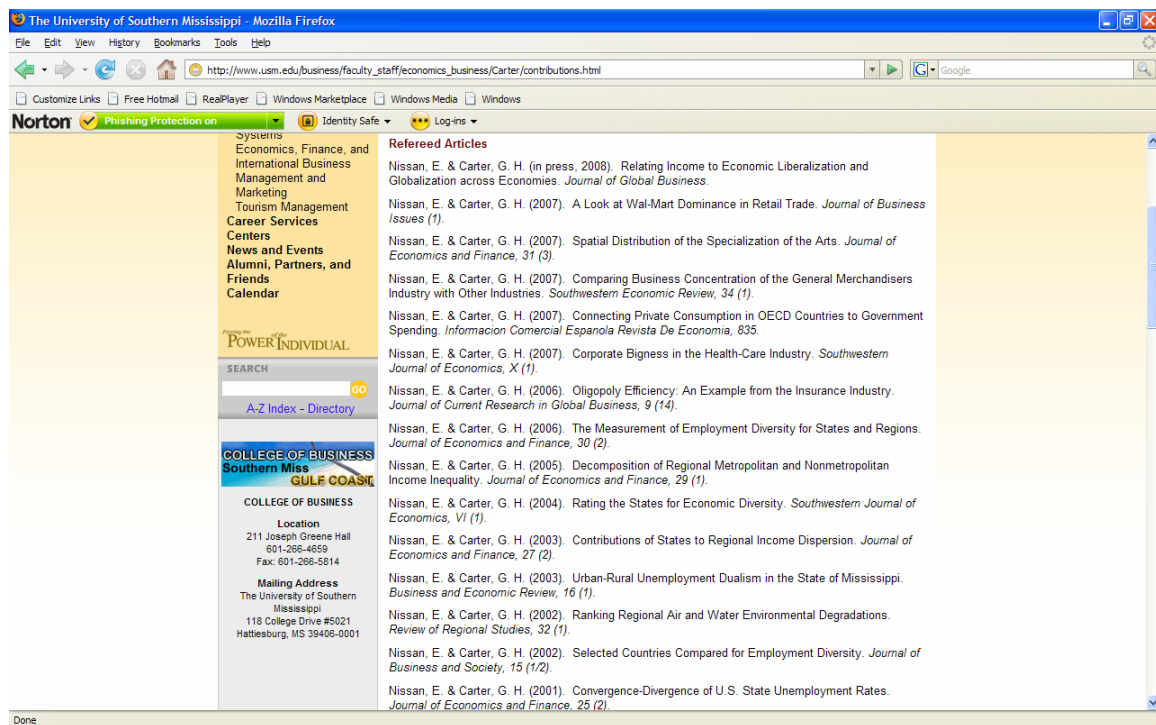 The University of Southern Mississippi - Mozilla Firefox
File Edit View History Bookmarks Tools Help
http://www.usm.edu/business/faculty_staff/economics_business/Carter/contributions.html
G Google
Customize Links Free Hotmail RealPlayer Windows Marketplace Windows Media Windows
Norton Phishing Protection on Identity Safe Log-ins
Systems
Economics, Finance, and
International Business
Management and
Marketing
Tourism Management
Career Services
Centers
News and Events
Alumni, Partners, and
Friends
Calendar
Freeing the
POWER of the INDIVIDUAL
SEARCH
GO
A-Z Index - Directory
COLLEGE OF BUSINESS
Southern Miss
GULF COAST
COLLEGE OF BUSINESS
Location
211 Joseph Greene Hall
601-266-4659
Fax: 601-266-5814
Mailing Address
The University of Southern
Mississippi
118 College Drive #5021
Hattiesburg, MS 39406-0001
Refereed Articles
Nissan, E. & Carter, G. H. (in press, 2008). Relating Income to Economic Liberalization and
Globalization across Economies. Journal of Global Business.
Nissan, E. & Carter, G. H. (2007). A Look at Wal-Mart Dominance in Retail Trade. Journal of Business
Issues (1).
Nissan, E. & Carter, G. H. (2007). Spatial Distribution of the Specialization of the Arts. Journal of
Economics and Finance, 31 (3).
Nissan, E. & Carter, G. H. (2007). Comparing Business Concentration of the General Merchandisers
Industry with Other Industries. Southwestern Economic Review, 34 (1).
Nissan, E. & Carter, G. H. (2007). Connecting Private Consumption in OECD Countries to Government
Spending. Informacion Comercial Espanola Revista De Economia, 835.
Nissan, E. & Carter, G. H. (2007). Corporate Bigness in the Health-Care Industry. Southwestern
Journal of Economics, X (1).
Nissan, E. & Carter, G. H. (2006). Oligopoly Efficiency: An Example from the Insurance Industry.
Journal of Current Research in Global Business, 9 (14).
Nissan, E. & Carter, G. H. (2006). The Measurement of Employment Diversity for States and Regions.
Journal of Economics and Finance, 30 (2).
Nissan, E. & Carter, G. H. (2005). Decomposition of Regional Metropolitan and Nonmetropolitan
Income Inequality. Journal of Economics and Finance, 29 (1).
Nissan, E. & Carter, G. H. (2004). Rating the States for Economic Diversity. Southwestern Journal of
Economics, VI (1).
Nissan, E. & Carter, G. H. (2003). Contributions of States to Regional Income Dispersion. Journal of
Economics and Finance, 27 (2).
Nissan, E. & Carter, G. H. (2003). Urban-Rural Unemployment Dualism in the State of Mississippi.
Business and Economic Review, 16 (1).
Nissan, E. & Carter, G. H. (2002). Ranking Regional Air and Water Environmental Degradations.
Review of Regional Studies, 32 (1).
Nissan, E. & Carter, G. H. (2002). Selected Countries Compared for Employment Diversity. Journal of
Business and Society, 15 (1/2).
Nissan, E. & Carter, G. H. (2001). Convergence-Divergence of U.S. State Unemployment Rates.
Journal of Economics and Finance, 25 (2).
Done